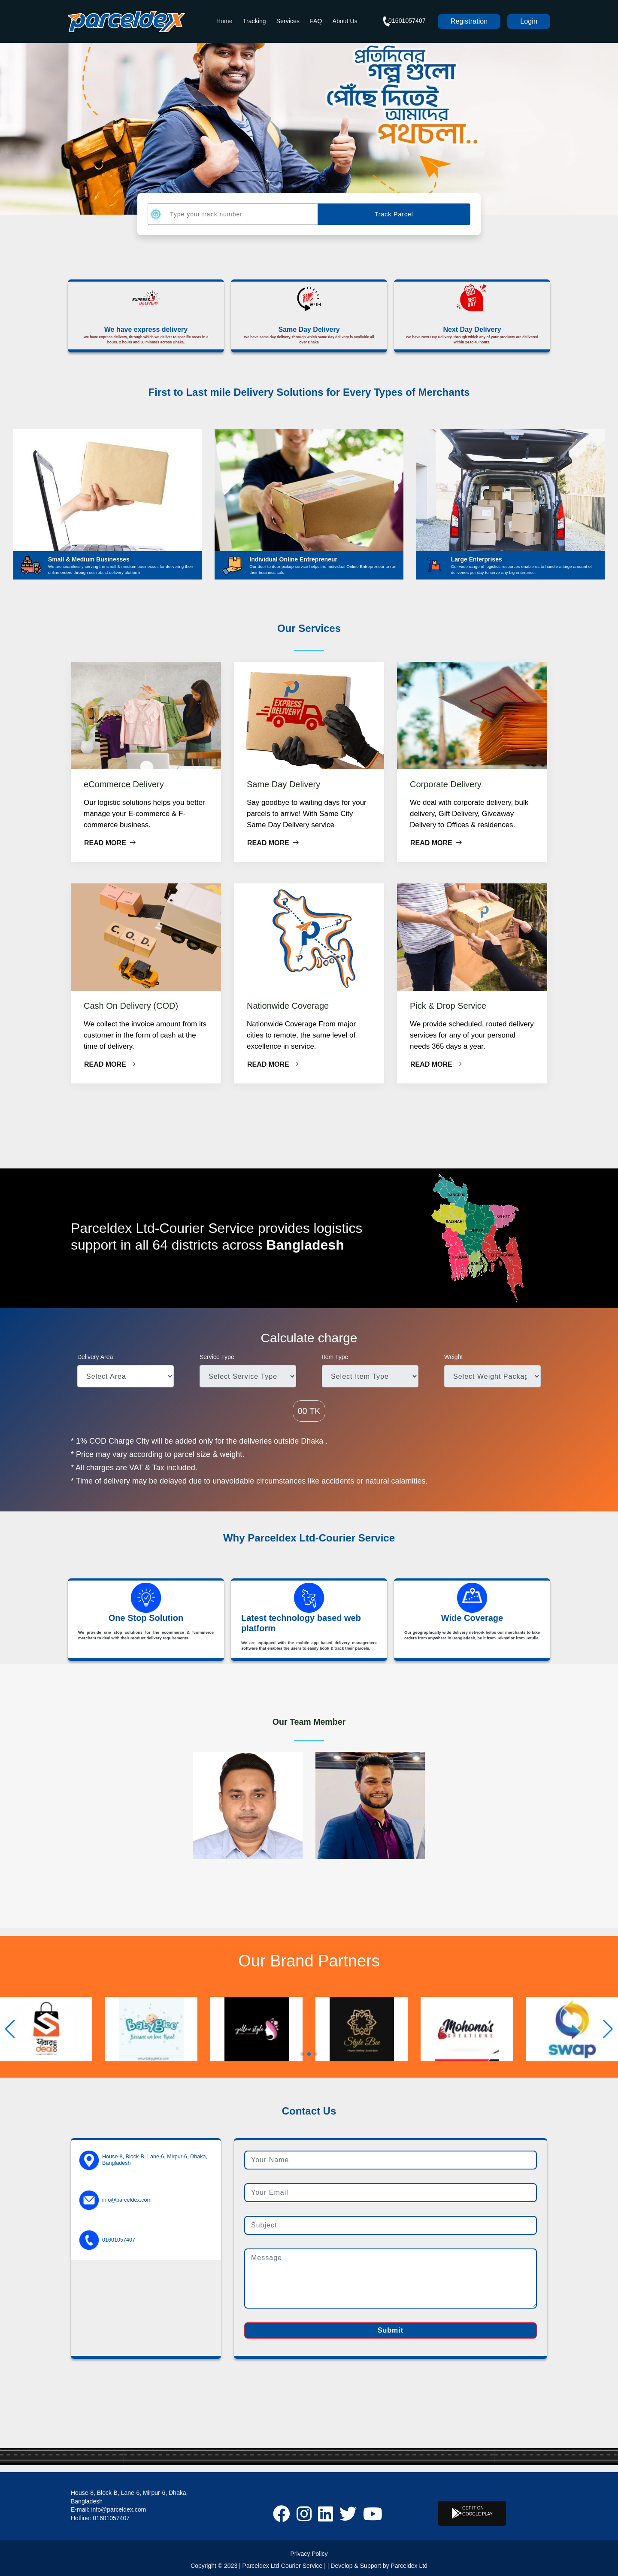 parceldex
Home Tracking Services FAQ About Us 01601057407 Registration Login
প্রতিদিনের
গল্প গুলো
পৌঁছে দিতেই
আমাদের
পথচলা..
Type your track number Track Parcel
EXPRESS DELIVERY
SAME DAY 24H
NEXT DAY
We have express delivery
We have express delivery, through which we deliver to specific areas in 2
hours, 2 hours and 30 minutes across Dhaka.
Same Day Delivery
We have same day delivery, through which same day delivery is available all
over Dhaka
Next Day Delivery
We have Next Day Delivery, through which any of your products are delivered
within 24 to 48 hours.
First to Last mile Delivery Solutions for Every Types of Merchants
Small & Medium Businesses
We are seamlessly serving the small & medium businesses for delivering their
online orders through our robust delivery platform
Individual Online Entrepreneur
Our door to door pickup service helps the Individual Online Entrepreneur to run
their business soln.
Large Enterprises
Our wide range of logistics resources enable us to handle a large amount of
deliveries per day to serve any big enterprise.
Our Services
EXPRESS
DELIVERY
eCommerce Delivery
Our logistic solutions helps you better
manage your E-commerce & F-
commerce business.
READ MORE
Same Day Delivery
Say goodbye to waiting days for your
parcels to arrive! With Same City
Same Day Delivery service
READ MORE
Corporate Delivery
We deal with corporate delivery, bulk
delivery, Gift Delivery, Giveaway
Delivery to Offices & residences.
READ MORE
C. O. D.
Cash On Delivery (COD)
We collect the invoice amount from its
customer in the form of cash at the
time of delivery.
READ MORE
Nationwide Coverage
Nationwide Coverage From major
cities to remote, the same level of
excellence in service.
READ MORE
Pick & Drop Service
We provide scheduled, routed delivery
services for any of your personal
needs 365 days a year.
READ MORE
Parceldex Ltd-Courier Service provides logistics
support in all 64 districts across Bangladesh
RANGPUR
RAJSHAHI
SYLHET
DHAKA
KHULNA
CHITTAGONG
Calculate charge
Delivery Area Service Type Item Type Weight
Select Area Select Service Type Select Item Type Select Weight Packag
00 TK
* 1% COD Charge City will be added only for the deliveries outside Dhaka .
* Price may vary according to parcel size & weight.
* All charges are VAT & Tax included.
* Time of delivery may be delayed due to unavoidable circumstances like accidents or natural calamities.
Why Parceldex Ltd-Courier Service
One Stop Solution
We provide one stop solutions for the ecommerce & fcommerce
merchant to deal with their product delivery requirements.
Latest technology based web
platform
We are equipped with the mobile app based delivery management
software that enables the users to easily book & track their parcels.
Wide Coverage
Our geographically wide delivery network helps our merchants to take
orders from anywhere in Bangladesh, be it from Teknaf or from Tetulia.
Our Team Member
Our Brand Partners
babygee
yellow style
Style Bee
Mohona's
CREATIONS
swap
Contact Us
House-8, Block-B, Lane-6, Mirpur-6, Dhaka,
Bangladesh
info@parceldex.com
01601057407
Your Name
Your Email
Subject
Message
Submit
House-8, Block-B, Lane-6, Mirpur-6, Dhaka,
Bangladesh
E-mail: info@parceldex.com
Hotline: 01601057407
GET IT ON
GOOGLE PLAY
Privacy Policy
Copyright © 2023 | Parceldex Ltd-Courier Service | | Develop & Support by Parceldex Ltd